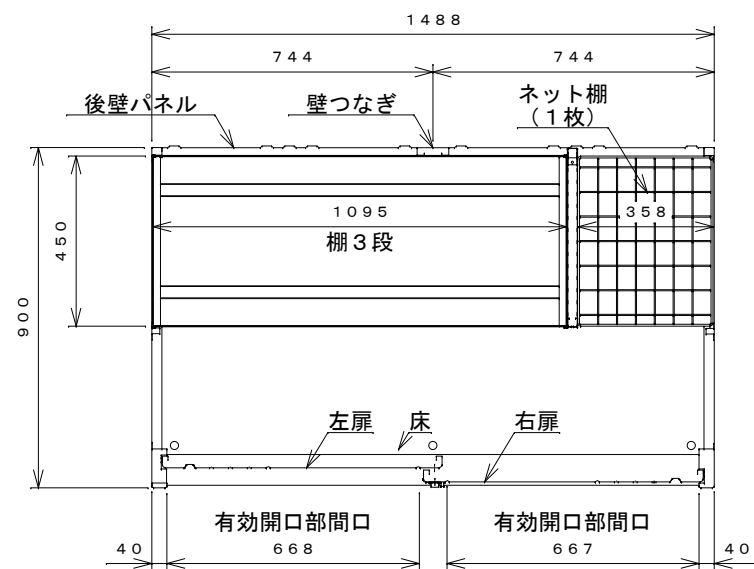 1488
744
744
後壁パネル
壁つなぎ
ネット棚
（１枚）
1095
358
棚３段
450
900
左扉
床
右扉
有効開口部間口
有効開口部間口
40
668
667
40